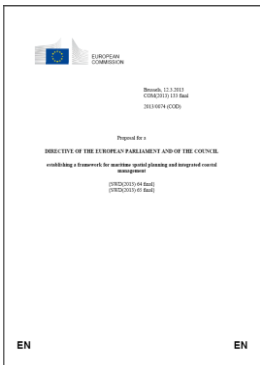 EUROPEAN
COMMISSION
Brussels, 12.3.2013
COM(2013) 133 final
2013/0074 (COD)
Proposal for a
DIRECTIVE OF THE EUROPEAN PARLIAMENT AND OF THE COUNCIL
establishing a framework for maritime spatial planning and integrated coastal
management
{SWD(2013) 64 final}
{SWD(2013) 65 final}
EN
EN